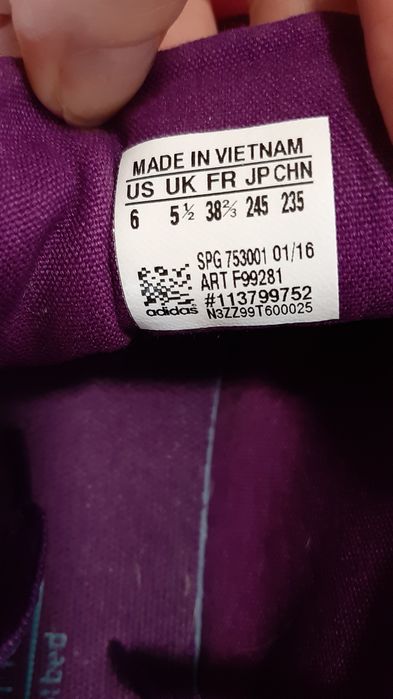 MADE IN VIETNAM
US UK FR JP CHN
6 5½ 38⅔ 245 235
SPG 753001 01/16
ART F99281
#113799752
adidas N3ZZ99T600025